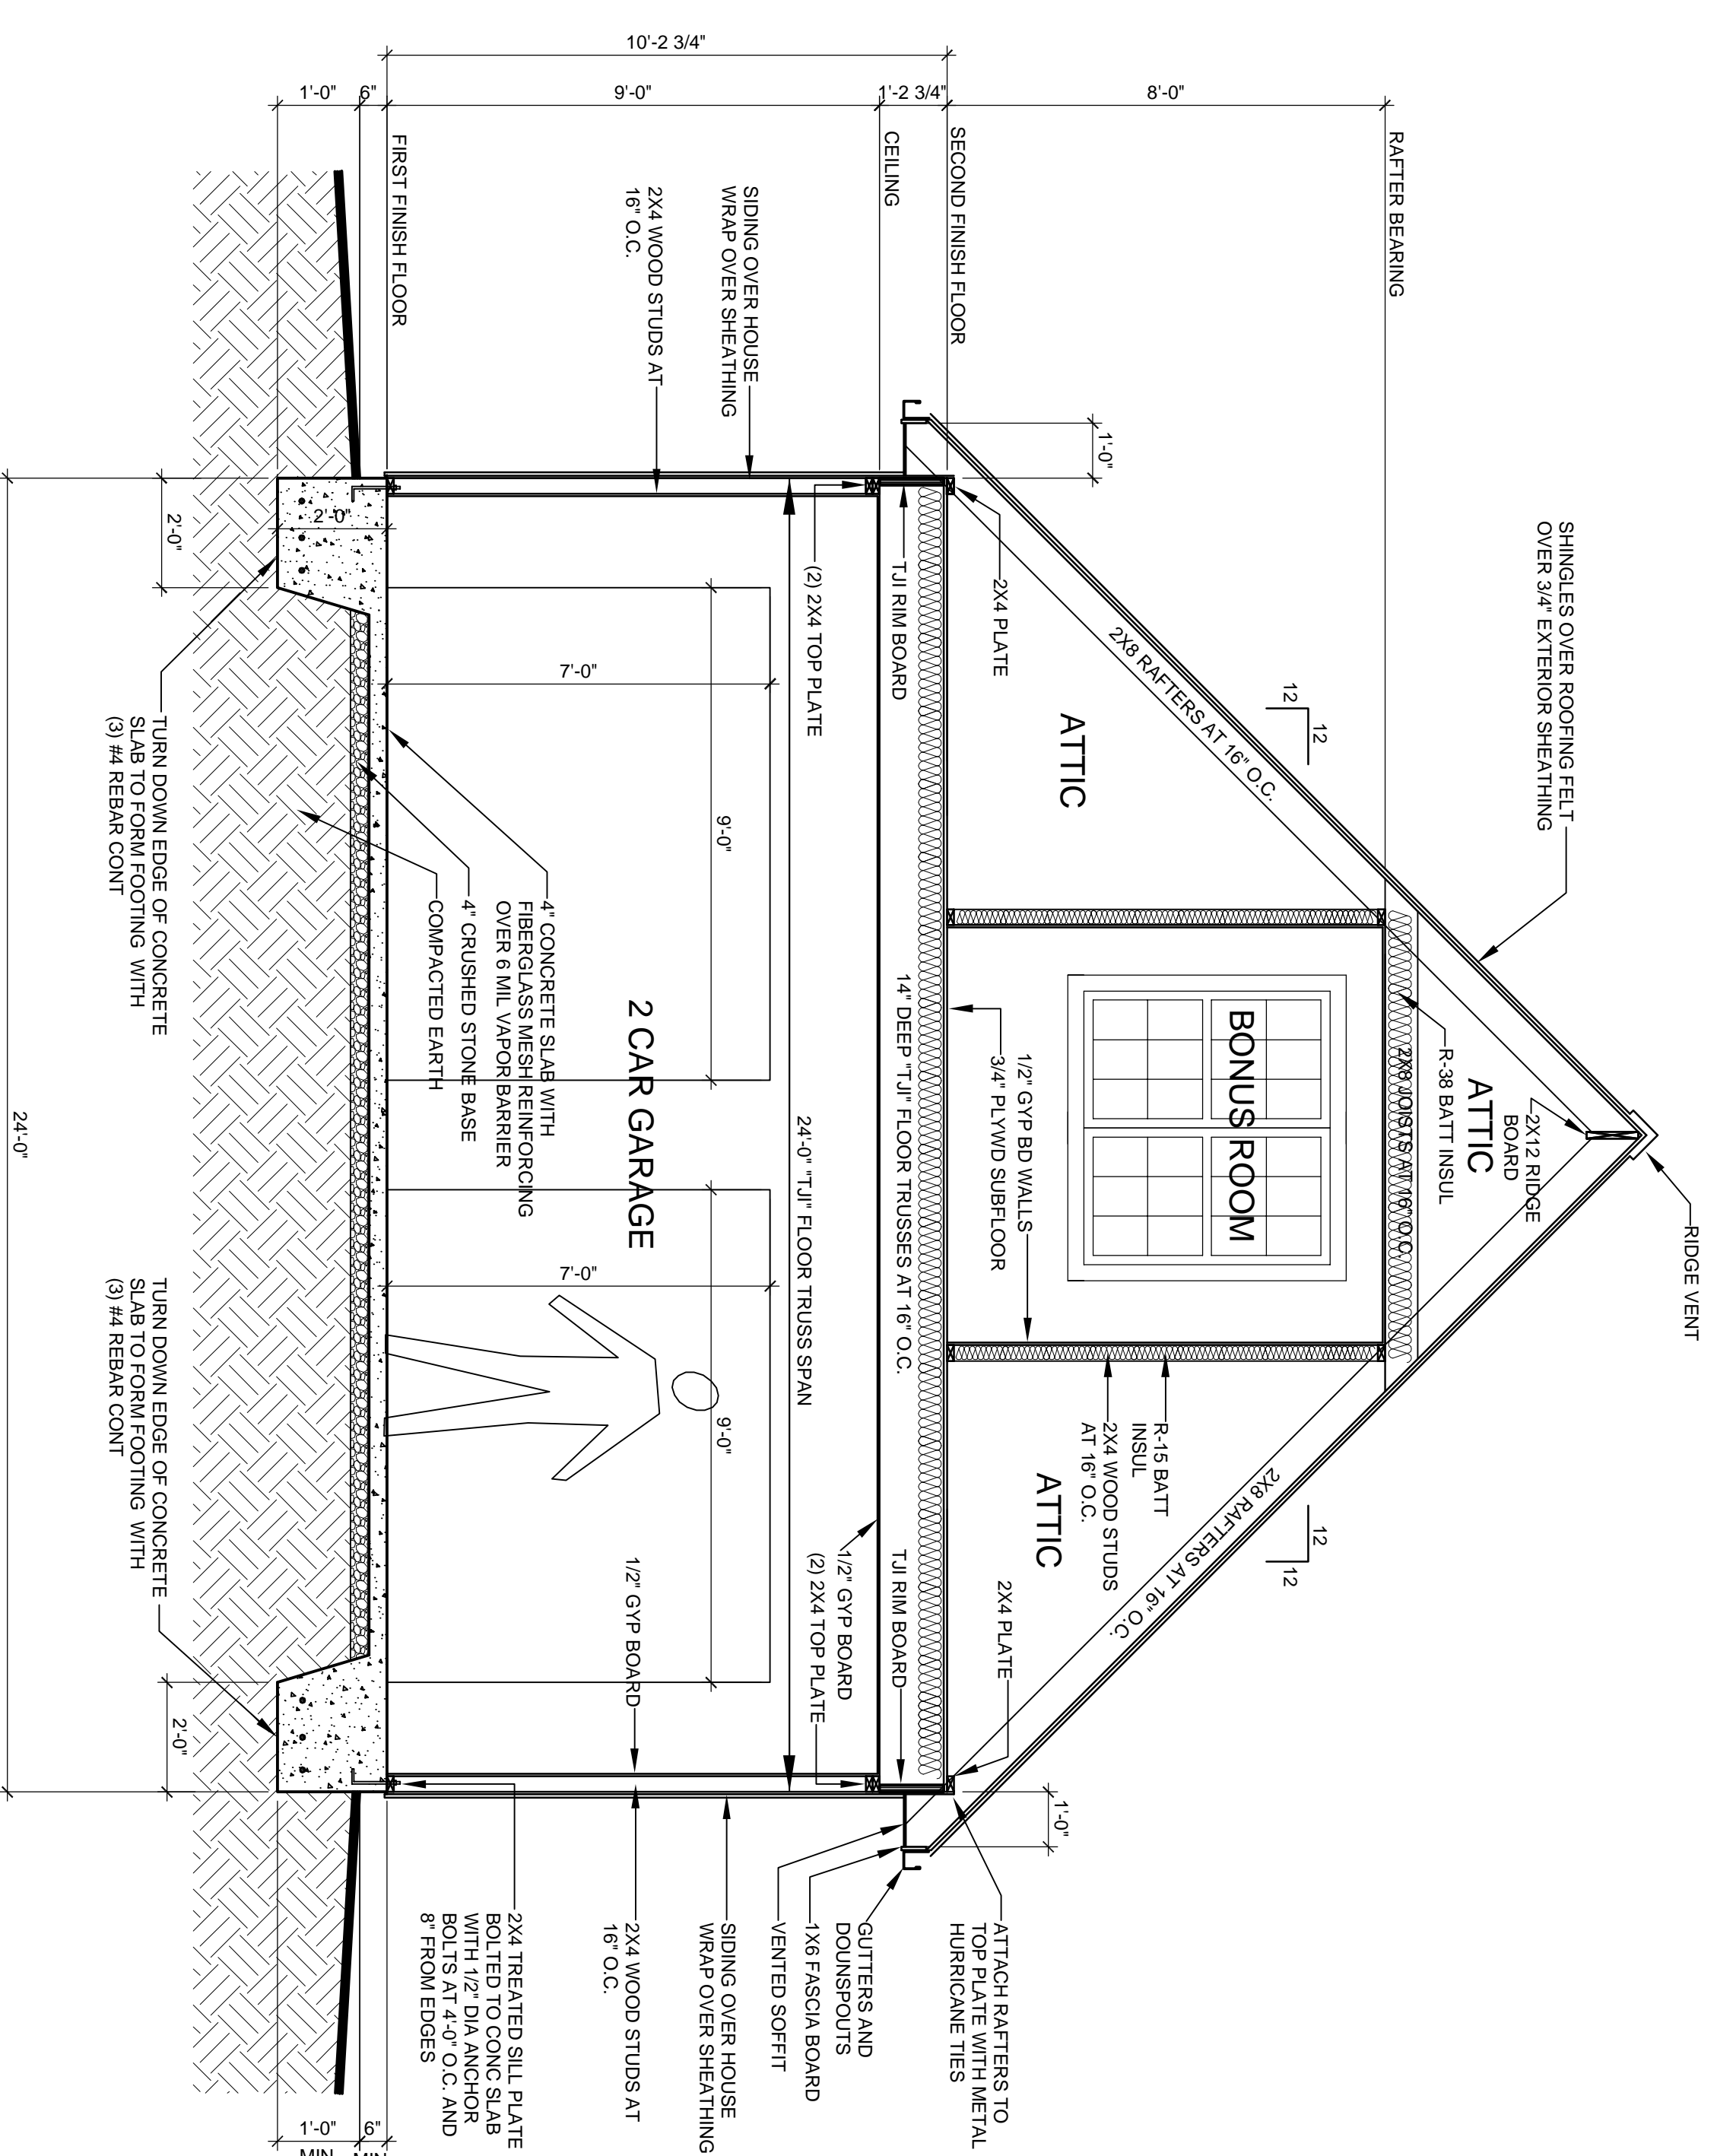 RIDGE VENT
SHINGLES OVER ROOFING FELT
OVER 3/4" EXTERIOR SHEATHING
2X12 RIDGE
BOARD
ATTIC
R-38 BATT INSUL
2X8 JOISTS AT 16" O.C.
RAFTER BEARING
12
12
12
12
2X8 RAFTERS AT 16" O.C.
2X8 RAFTERS AT 16" O.C.
BONUS ROOM
8'-0"
1'-0"
ATTIC
R-15 BATT
INSUL
2X4 WOOD STUDS
AT 16" O.C.
ATTIC
1'-0"
1/2" GYP BD WALLS
3/4" PLYWD SUBFLOOR
2X4 PLATE
2X4 PLATE
ATTACH RAFTERS TO
TOP PLATE WITH METAL
HURRICANE TIES
SECOND FINISH FLOOR
1'-2 3/4"
TJI RIM BOARD
14" DEEP "TJI" FLOOR TRUSSES AT 16" O.C.
TJI RIM BOARD
CEILING
GUTTERS AND
DOUNSPOUTS
1X6 FASCIA BOARD
VENTED SOFFIT
(2) 2X4 TOP PLATE
1/2" GYP BOARD
(2) 2X4 TOP PLATE
24'-0" "TJI" FLOOR TRUSS SPAN
SIDING OVER HOUSE
WRAP OVER SHEATHING
9'-0"
9'-0"
SIDING OVER HOUSE
WRAP OVER SHEATHING
10'-2 3/4"
9'-0"
2X4 WOOD STUDS AT
16" O.C.
2 CAR GARAGE
1/2" GYP BOARD
2X4 WOOD STUDS AT
16" O.C.
7'-0"
7'-0"
4" CONCRETE SLAB WITH
FIBERGLASS MESH REINFORCING
OVER 6 MIL VAPOR BARRIER
4" CRUSHED STONE BASE
COMPACTED EARTH
2X4 TREATED SILL PLATE
BOLTED TO CONC SLAB
WITH 1/2" DIA ANCHOR
BOLTS AT 4'-0" O.C. AND
8" FROM EDGES
FIRST FINISH FLOOR
6"
1'-0"
2'-0"
6"
MIN
1'-0"
MIN
2'-0"
2'-0"
TURN DOWN EDGE OF CONCRETE
SLAB TO FORM FOOTING WITH
(3) #4 REBAR CONT
TURN DOWN EDGE OF CONCRETE
SLAB TO FORM FOOTING WITH
(3) #4 REBAR CONT
24'-0"